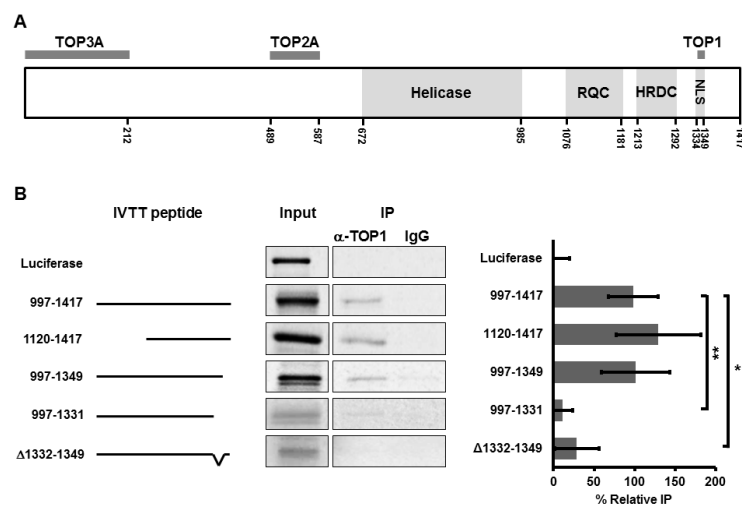 A
TOP3A TOP2A TOP1
Helicase RQC HRDC NLS
212 489 587 672 985 1076 1181 1213 1292 1334 1349 1417
B
IVTT peptide Input IP
α-TOP1 IgG
Luciferase Luciferase
997-1417 997-1417
1120-1417 1120-1417
997-1349 997-1349
** *
997-1331 997-1331
Δ1332-1349 Δ1332-1349
0 50 100 150 200
% Relative IP